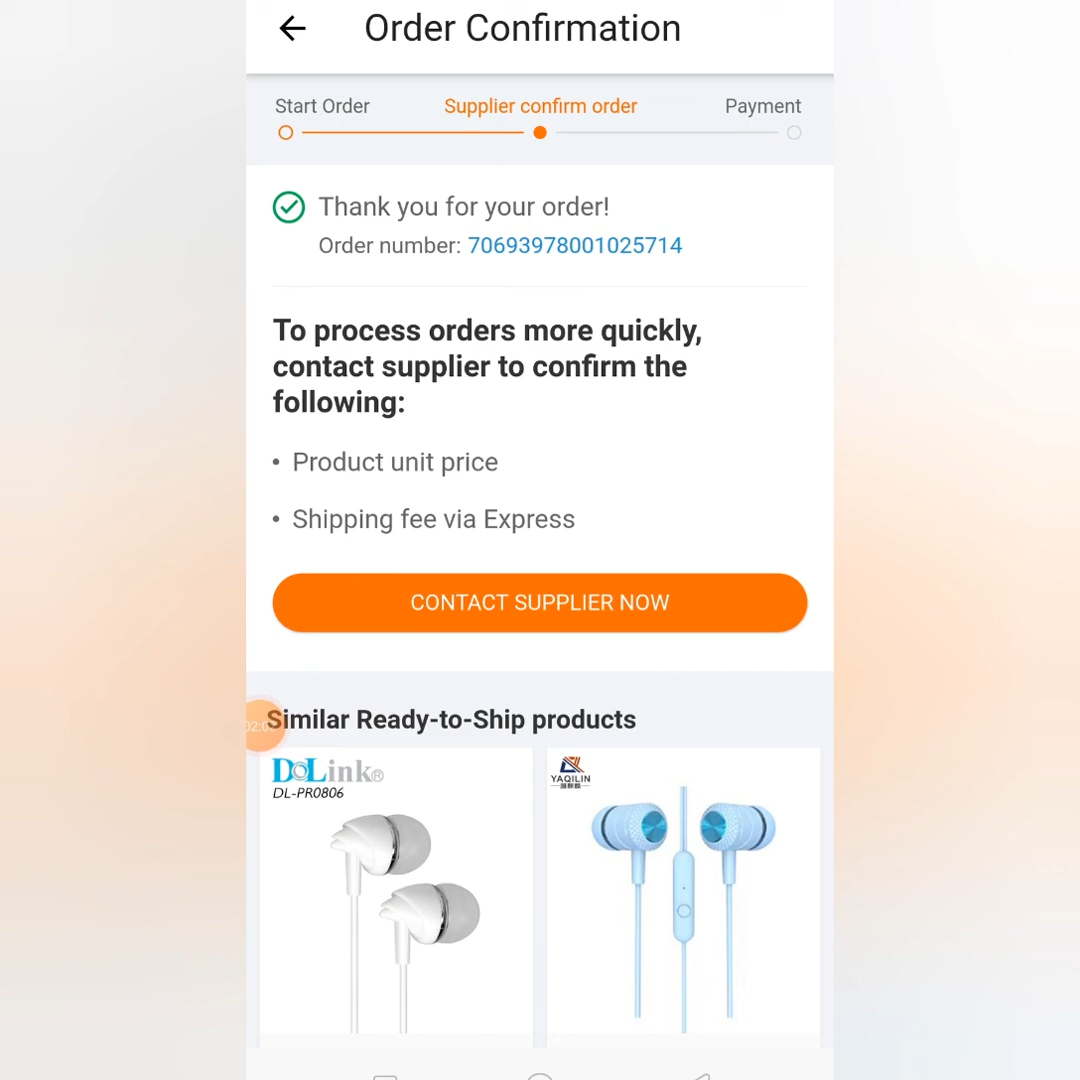 Order Confirmation
Start Order
Supplier confirm order
Payment
Thank you for your order!
Order number: 70693978001025714
To process orders more quickly,
contact supplier to confirm the
following:
• Product unit price
• Shipping fee via Express
CONTACT SUPPLIER NOW
Similar Ready-to-Ship products
DoLink®
DL-PR0806
YAQILIN